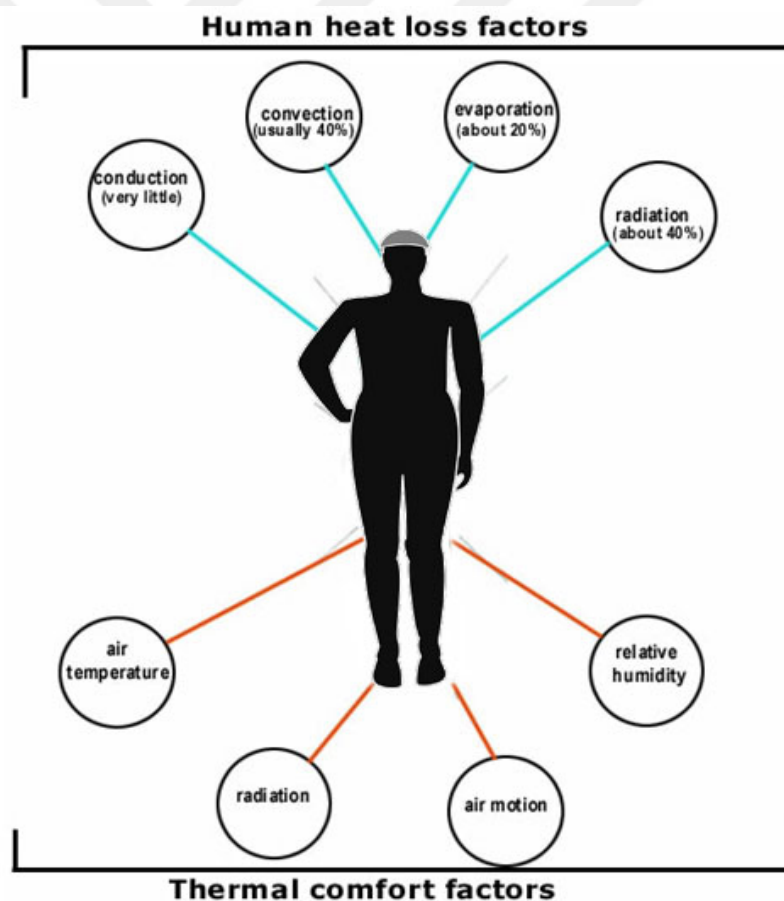 Human heat loss factors
convection
(usually 40%)
evaporation
(about 20%)
conduction
(very little)
radiation
(about 40%)
air
temperature
relative
humidity
radiation
air motion
Thermal comfort factors